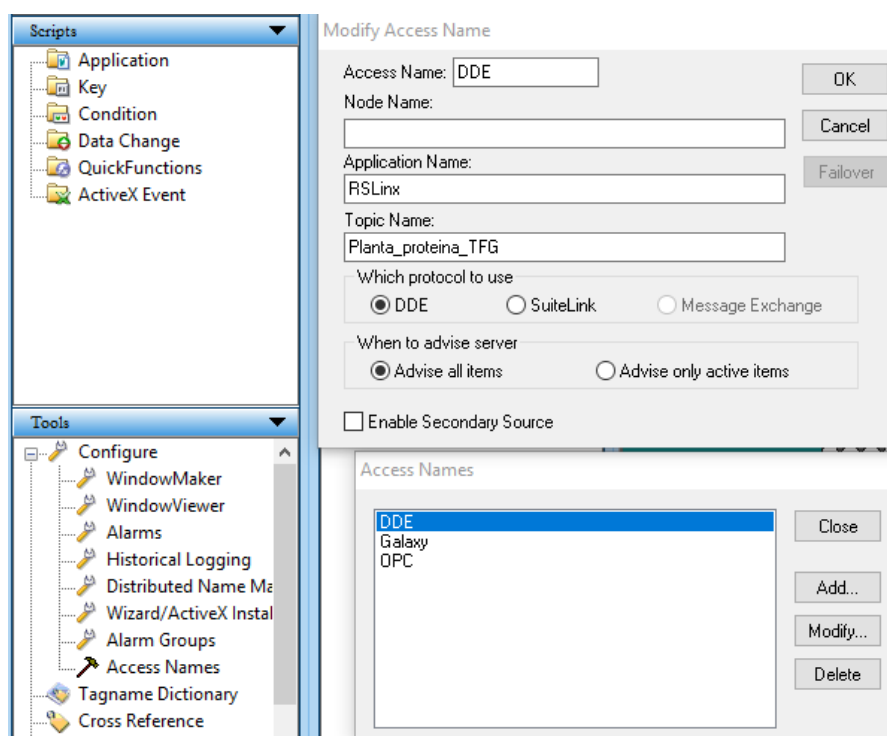 Scripts
Application
Key
Condition
Data Change
QuickFunctions
ActiveX Event
Tools
Configure
WindowMaker
WindowViewer
Alarms
Historical Logging
Distributed Name Ma
Wizard/ActiveX Instal
Alarm Groups
Access Names
Tagname Dictionary
Cross Reference
Modify Access Name
Access Name: DDE
OK
Node Name:
Cancel
Application Name:
Failover
RSLinx
Topic Name:
Planta_proteina_TFG
Which protocol to use
DDE SuiteLink Message Exchange
When to advise server
Advise all items Advise only active items
Enable Secondary Source
Access Names
DDE
Galaxy
OPC
Close
Add...
Modify...
Delete